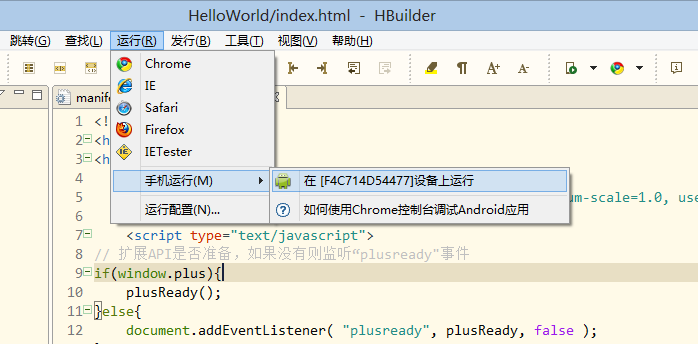 HelloWorld/index.html - HBuilder
跳转(G) 查找(L) 运行(R) 发行(B) 工具(T) 视图(V) 帮助(H)
Chrome
IE
Safari
Firefox
IETester
手机运行(M)
在 [F4C714D54477]设备上运行
运行配置(N)...
如何使用Chrome控制台调试Android应用
A+ A-
manife
1 <!
2 <h
3 <h
4
5 um-scale=1.0, use
6
7 <script type="text/javascript">
8 // 扩展API是否准备，如果没有则监听“plusready"事件
9 if(window.plus){
10 plusReady();
11 }else{
12 document.addEventListener( "plusready", plusReady, false );